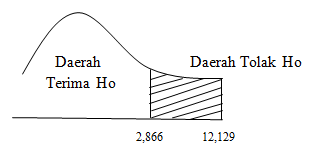 Daerah
Terima Ho
Daerah Tolak Ho
2,866
12,129